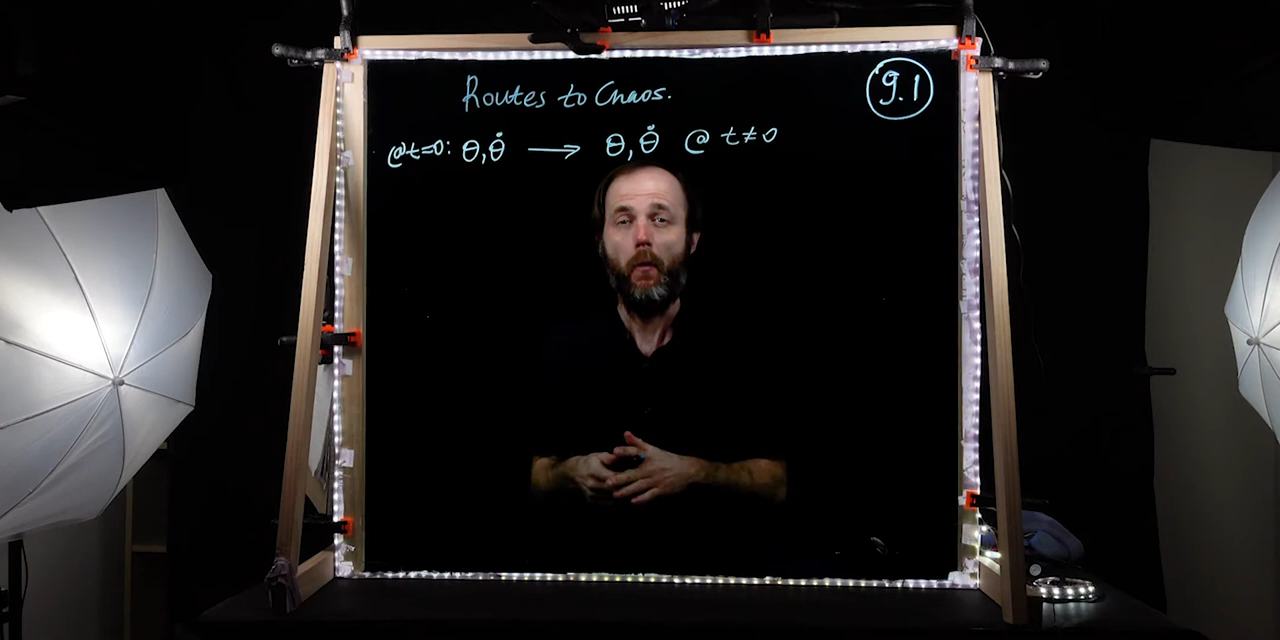 Routes to Chaos.
9.1
@t=0: θ, θ̇ → θ, θ̇ @ t≠0